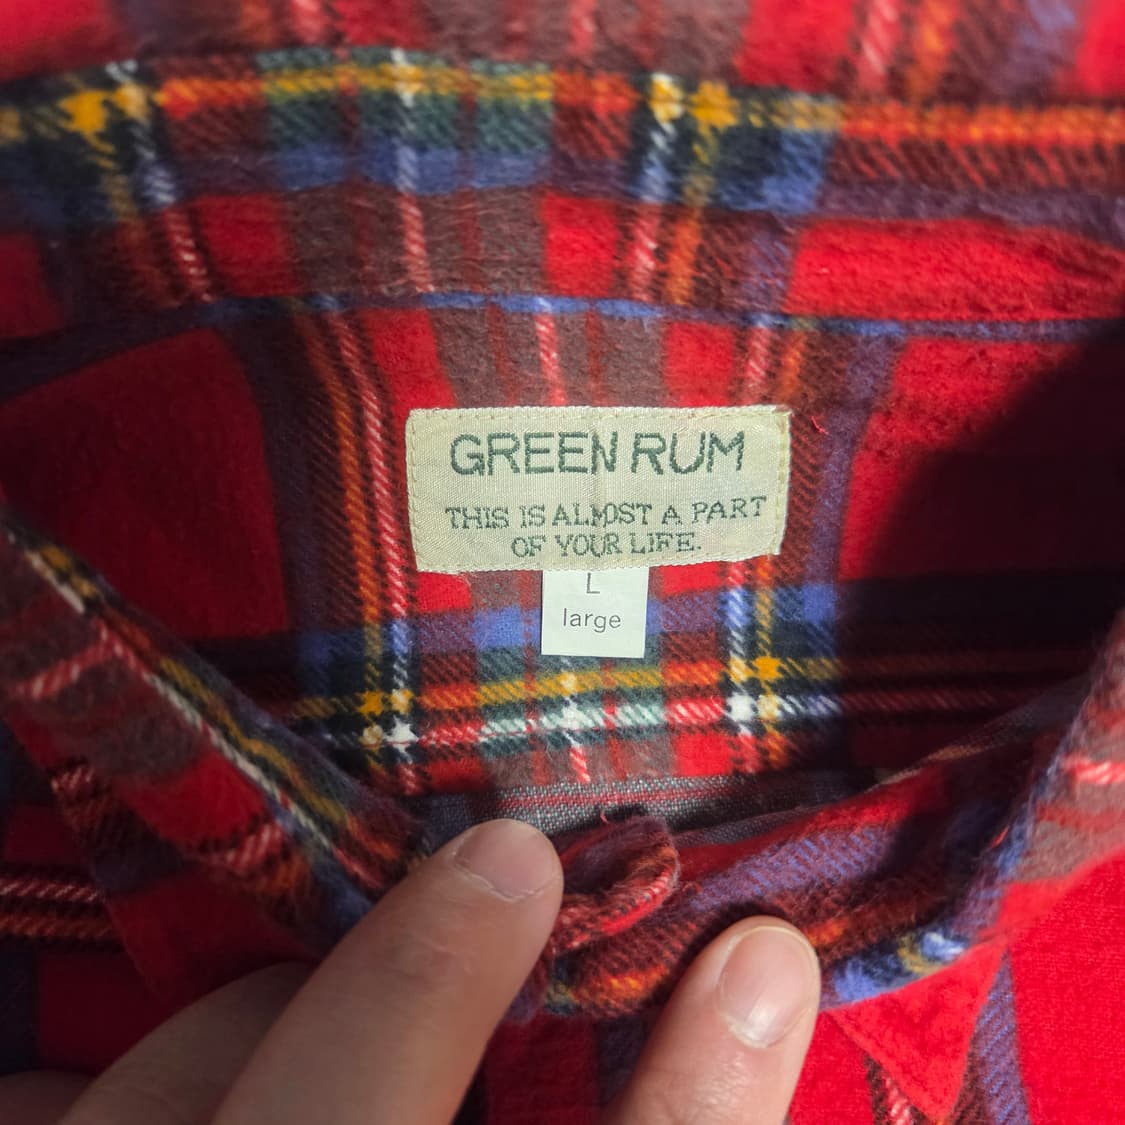 GREEN RUM
THIS IS ALMOST A PART
OF YOUR LIFE.
L
large